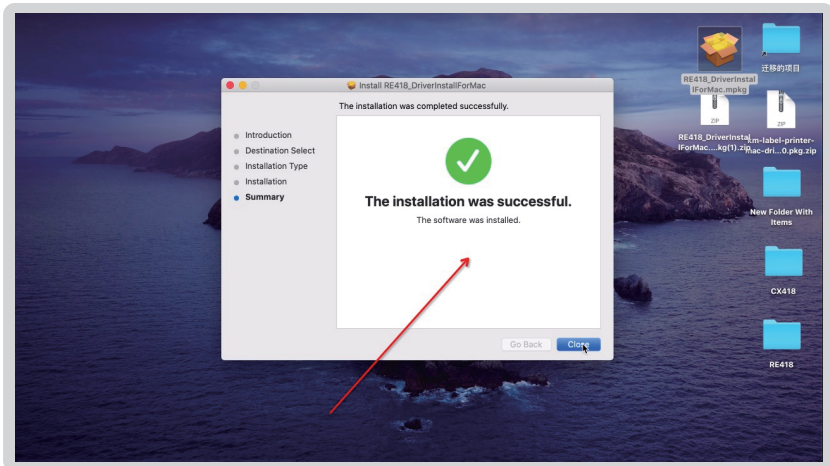 Install RE418_DriverInstallForMac
The installation was completed successfully.
Introduction
Destination Select
Installation Type
Installation
Summary
The installation was successful.
The software was installed.
Go Back
Close
RE418_DriverInstal
lForMac.mpkg
迁移的项目
ZIP
RE418_DriverInstal
lForMac....kg(1).zip
ZIP
xm-label-printer-
mac-dri...0.pkg.zip
New Folder With
Items
CX418
RE418